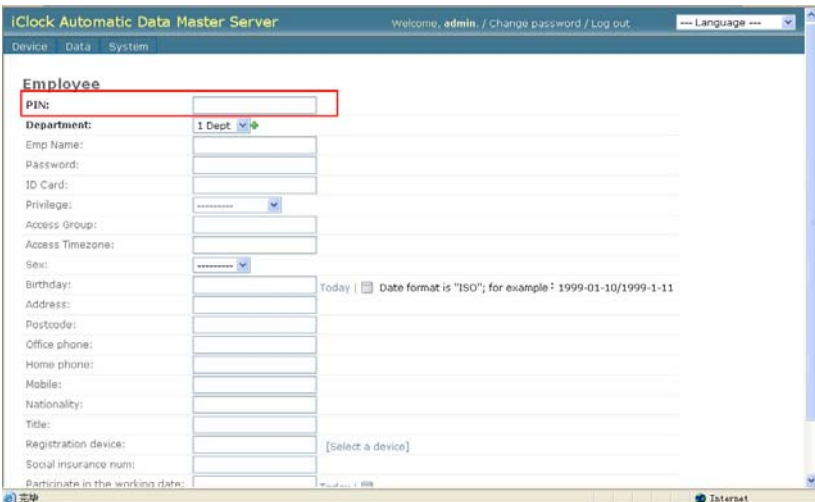 iClock Automatic Data Master Server
Welcome, admin. / Change password / Log out
--- Language ---
Device Data System
Employee
PIN:
Department: 1 Dept
Emp Name:
Password:
ID Card:
Privilege: ---------
Access Group:
Access Timezone:
Sex: ---------
Birthday: Today | Date format is "ISO"; for example: 1999-01-10/1999-1-11
Address:
Postcode:
Office phone:
Home phone:
Mobile:
Nationality:
Title:
Registration device: [Select a device]
Social insurance num:
Participate in the working date: Today |
完毕 Internet